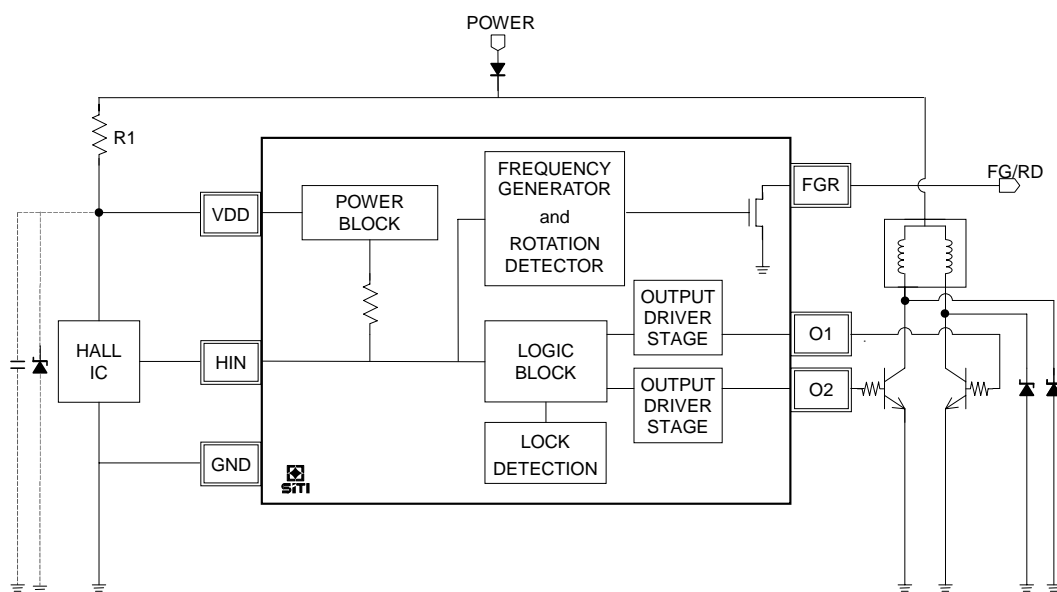 POWER
R1
FREQUENCY
GENERATOR
and
ROTATION
DETECTOR
FGR
FG/RD
POWER
BLOCK
VDD
OUTPUT
DRIVER
STAGE
O1
HALL
IC
HIN
LOGIC
BLOCK
OUTPUT
DRIVER
STAGE
O2
GND
LOCK
DETECTION
SiTI